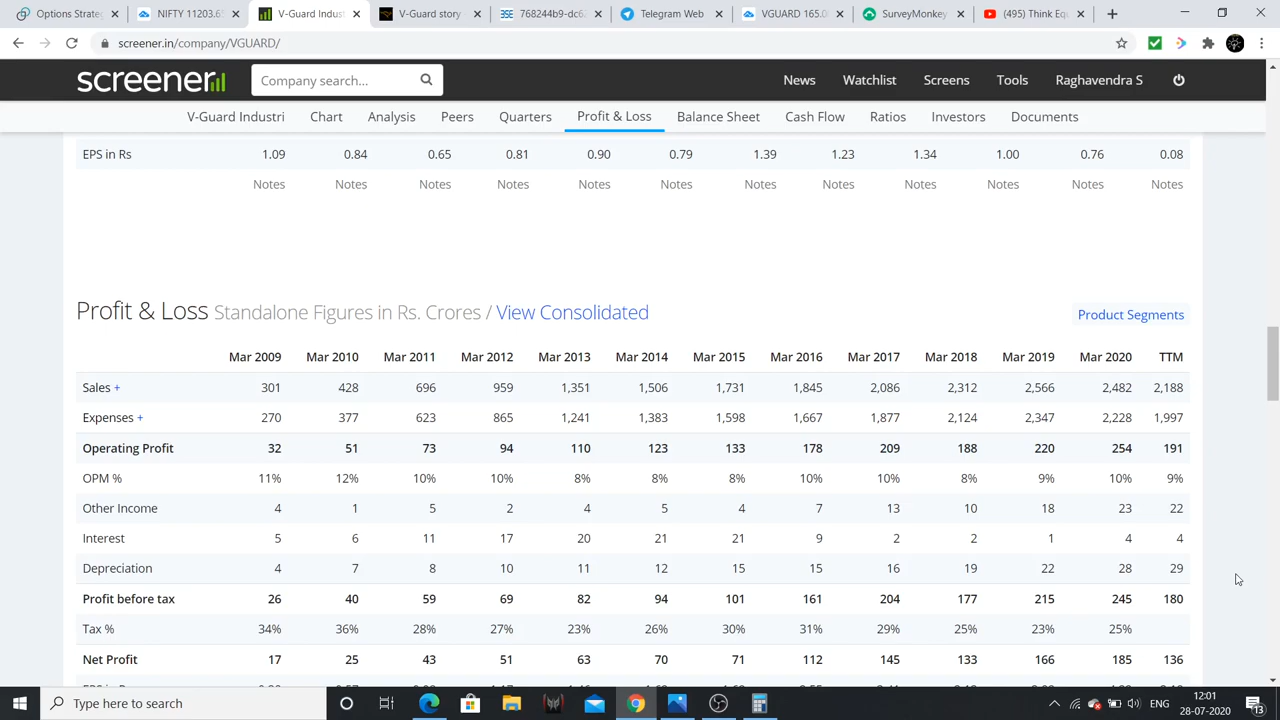 Options Strate
NIFTY 11203.6
V-Guard Indust
V-Guard story
768244b9-dc6
Telegram Web
VGUARD 16
SurveyMonkey
(495) Think Eq
screener.in/company/VGUARD/
screener
Company search...
News
Watchlist
Screens
Tools
Raghavendra S
V-Guard Industri Chart Analysis Peers Quarters Profit & Loss Balance Sheet Cash Flow Ratios Investors Documents
EPS in Rs 1.09 0.84 0.65 0.81 0.90 0.79 1.39 1.23 1.34 1.00 0.76 0.08
Notes Notes Notes Notes Notes Notes Notes Notes Notes Notes Notes Notes
Profit & Loss Standalone Figures in Rs. Crores / View Consolidated
Product Segments
Mar 2009 Mar 2010 Mar 2011 Mar 2012 Mar 2013 Mar 2014 Mar 2015 Mar 2016 Mar 2017 Mar 2018 Mar 2019 Mar 2020 TTM
Sales + 301 428 696 959 1,351 1,506 1,731 1,845 2,086 2,312 2,566 2,482 2,188
Expenses + 270 377 623 865 1,241 1,383 1,598 1,667 1,877 2,124 2,347 2,228 1,997
Operating Profit 32 51 73 94 110 123 133 178 209 188 220 254 191
OPM % 11% 12% 10% 10% 8% 8% 8% 10% 10% 8% 9% 10% 9%
Other Income 4 1 5 2 4 5 4 7 13 10 18 23 22
Interest 5 6 11 17 20 21 21 9 2 2 1 4 4
Depreciation 4 7 8 10 11 12 15 15 16 19 22 28 29
Profit before tax 26 40 59 69 82 94 101 161 204 177 215 245 180
Tax % 34% 36% 28% 27% 23% 26% 30% 31% 29% 25% 23% 25%
Net Profit 17 25 43 51 63 70 71 112 145 133 166 185 136
Type here to search
12:01
28-07-2020
13